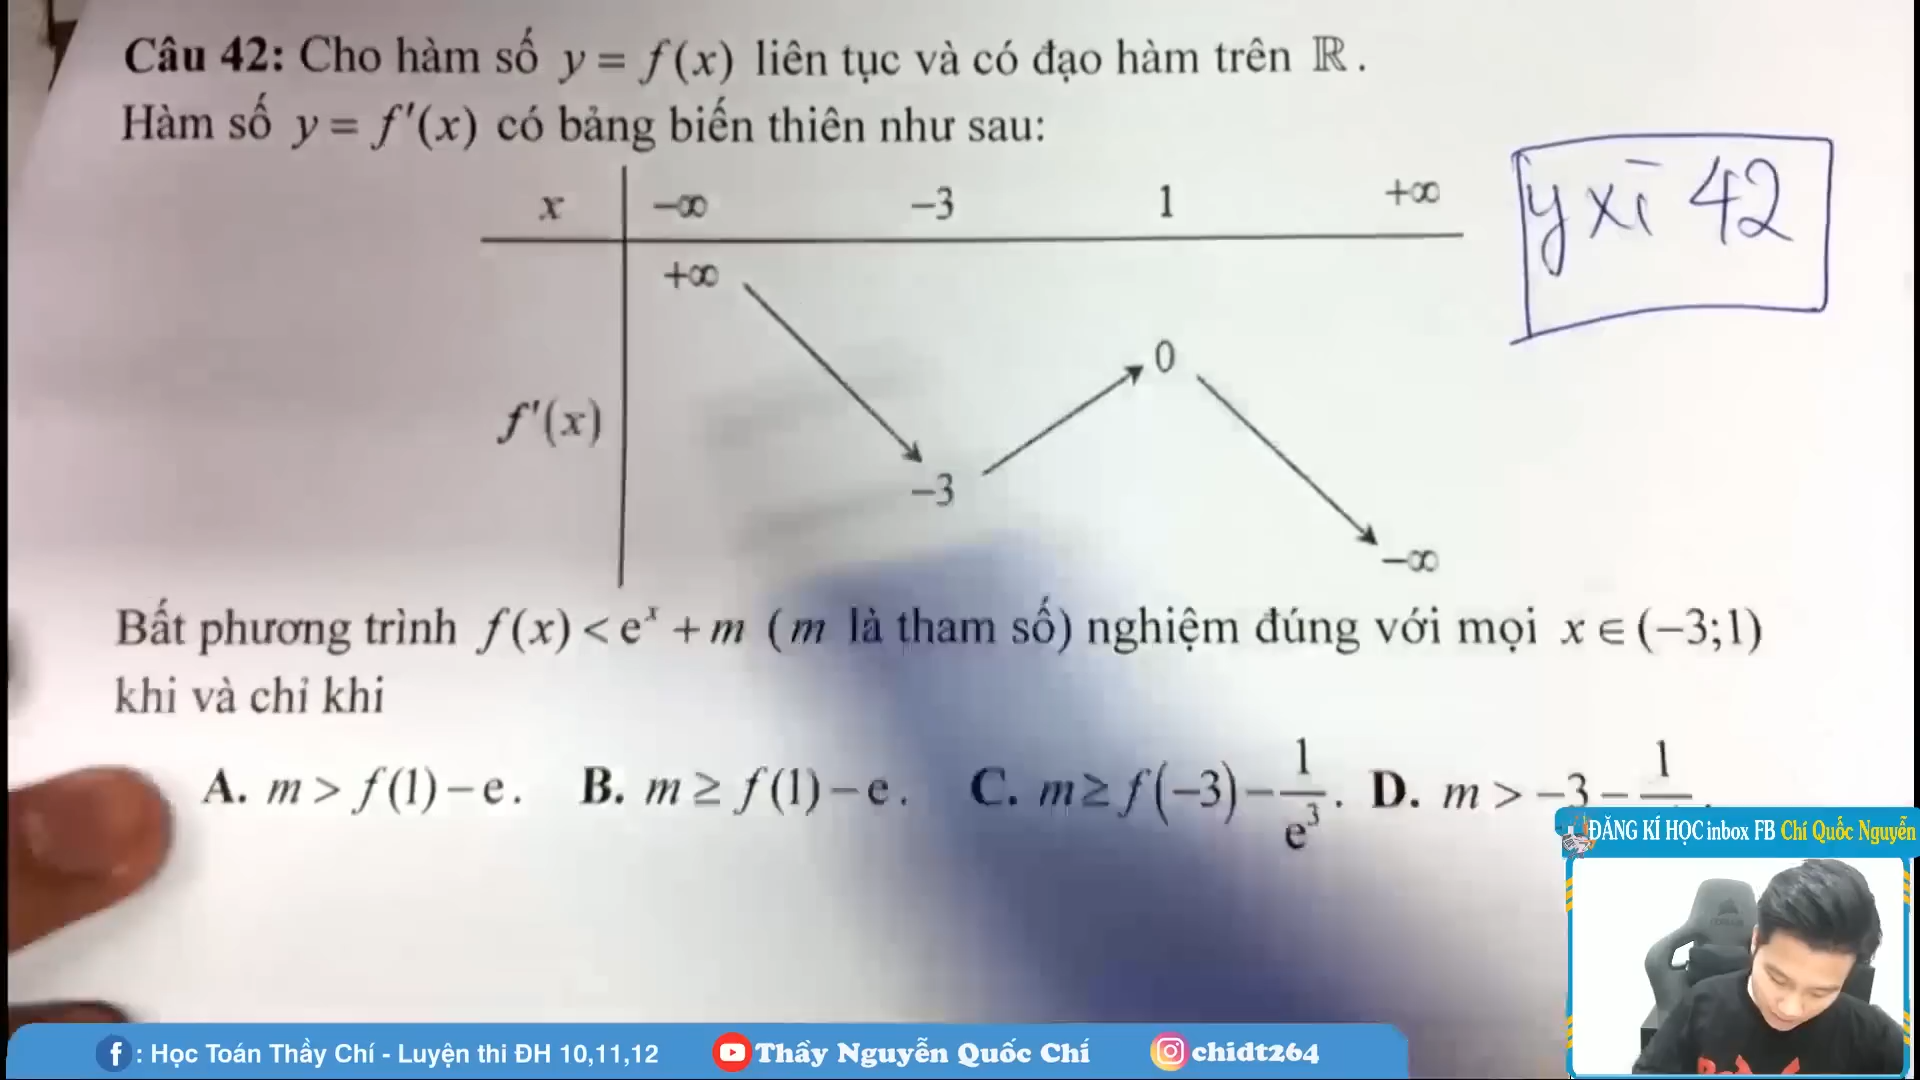 Câu 42: Cho hàm số y = f(x) liên tục và có đạo hàm trên ℝ.
Hàm số y = f'(x) có bảng biến thiên như sau:
x −∞ −3 1 +∞
y xì 42
+∞
0
f'(x)
−3
−∞
Bất phương trình f(x) < eˣ + m (m là tham số) nghiệm đúng với mọi x ∈ (−3;1)
khi và chỉ khi
A. m > f(1) − e. B. m ≥ f(1) − e. C. m ≥ f(−3) − 1/e³. D. m > −3 − 1
ĐĂNG KÍ HỌC inbox FB Chí Quốc Nguyễn
f : Học Toán Thầy Chí - Luyện thi ĐH 10,11,12 Thầy Nguyễn Quốc Chí chidt264